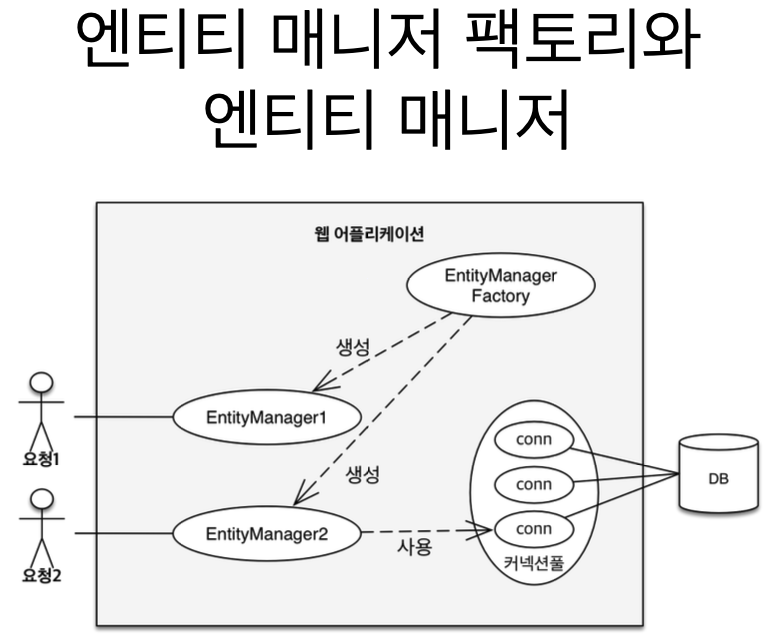 엔티티 매니저 팩토리와
엔티티 매니저
웹 어플리케이션
EntityManager
Factory
생성
EntityManager1
요청1
생성
EntityManager2
사용
요청2
conn
conn
conn
커넥션풀
DB